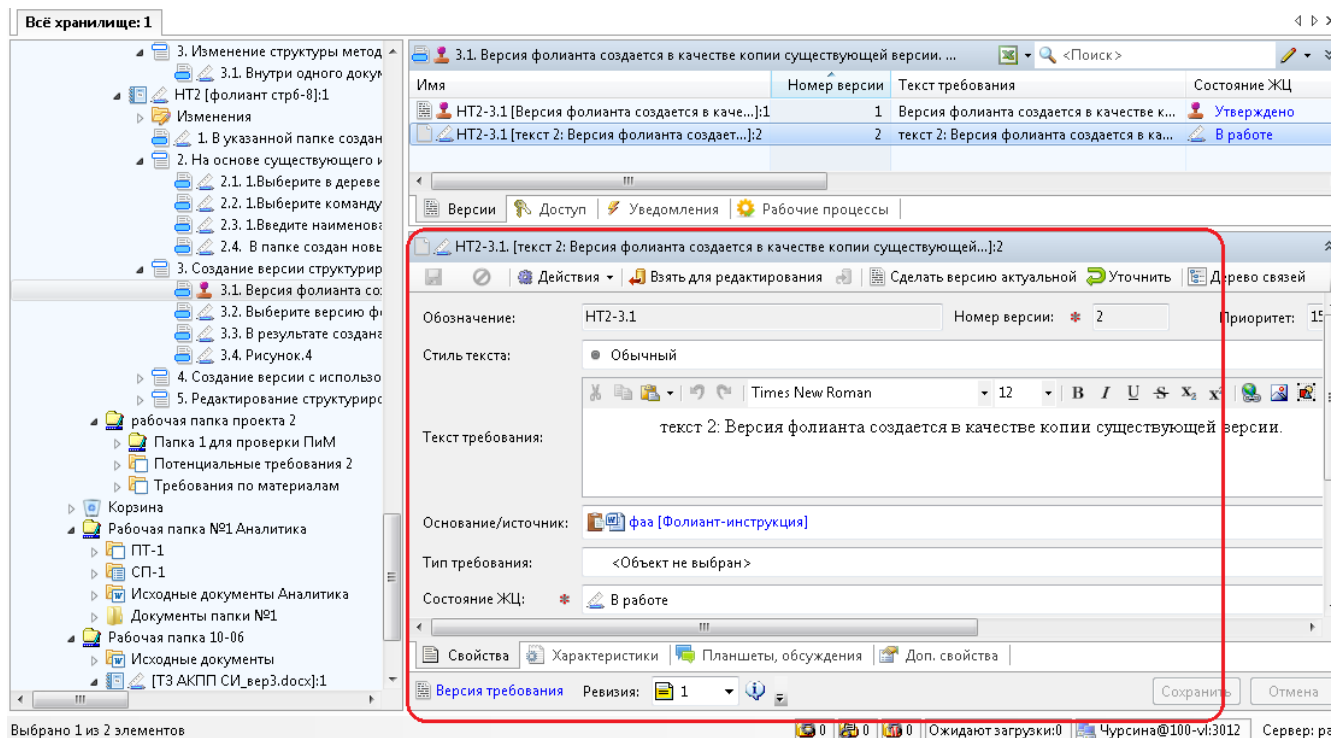 Всё хранилище: 1
3. Изменение структуры метод
3.1. Внутри одного докум
НТ2 [фолиант стр6-8]:1
Изменения
1. В указанной папке создан
2. На основе существующего и
2.1. 1.Выберите в дереве
2.2. 1.Выберите команду
2.3. 1.Введите наименова
2.4. В папке создан новы
3. Создание версии структурир
3.1. Версия фолианта со
3.2. Выберите версию фо
3.3. В результате создана
3.4. Рисунок.4
4. Создание версии с использо
5. Редактирование структуриро
рабочая папка проекта 2
Папка 1 для проверки ПиМ
Потенциальные требования 2
Требования по материалам
Корзина
Рабочая папка №1 Аналитика
ПТ-1
СП-1
Исходные документы Аналитика
Документы папки №1
Рабочая папка 10-06
Исходные документы
[ТЗ АКПП СИ_вер3.docx]:1
3.1. Версия фолианта создается в качестве копии существующей версии. ... <Поиск>
Имя Номер версии Текст требования Состояние ЖЦ
НТ2-3.1 [Версия фолианта создается в каче...]:1 1 Версия фолианта создается в качестве к... Утверждено
НТ2-3.1 [текст 2: Версия фолианта создает...]:2 2 текст 2: Версия фолианта создается в ка... В работе
Версии Доступ Уведомления Рабочие процессы
НТ2-3.1. [текст 2: Версия фолианта создается в качестве копии существующей...]:2
Действия Взять для редактирования Сделать версию актуальной Уточнить Дерево связей
Обозначение: НТ2-3.1 Номер версии: * 2 Приоритет: 15
Стиль текста: Обычный
Times New Roman 12 B I U S X₂ x²
Текст требования: текст 2: Версия фолианта создается в качестве копии существующей версии.
Основание/источник: фаа [Фолиант-инструкция]
Тип требования: <Объект не выбран>
Состояние ЖЦ: * В работе
Свойства Характеристики Планшеты, обсуждения Доп. свойства
Версия требования Ревизия: 1 Сохранить Отмена
Выбрано 1 из 2 элементов 0 0 0 Ожидают загрузки:0 Чурсина@100-vl:3012 Сервер: ра